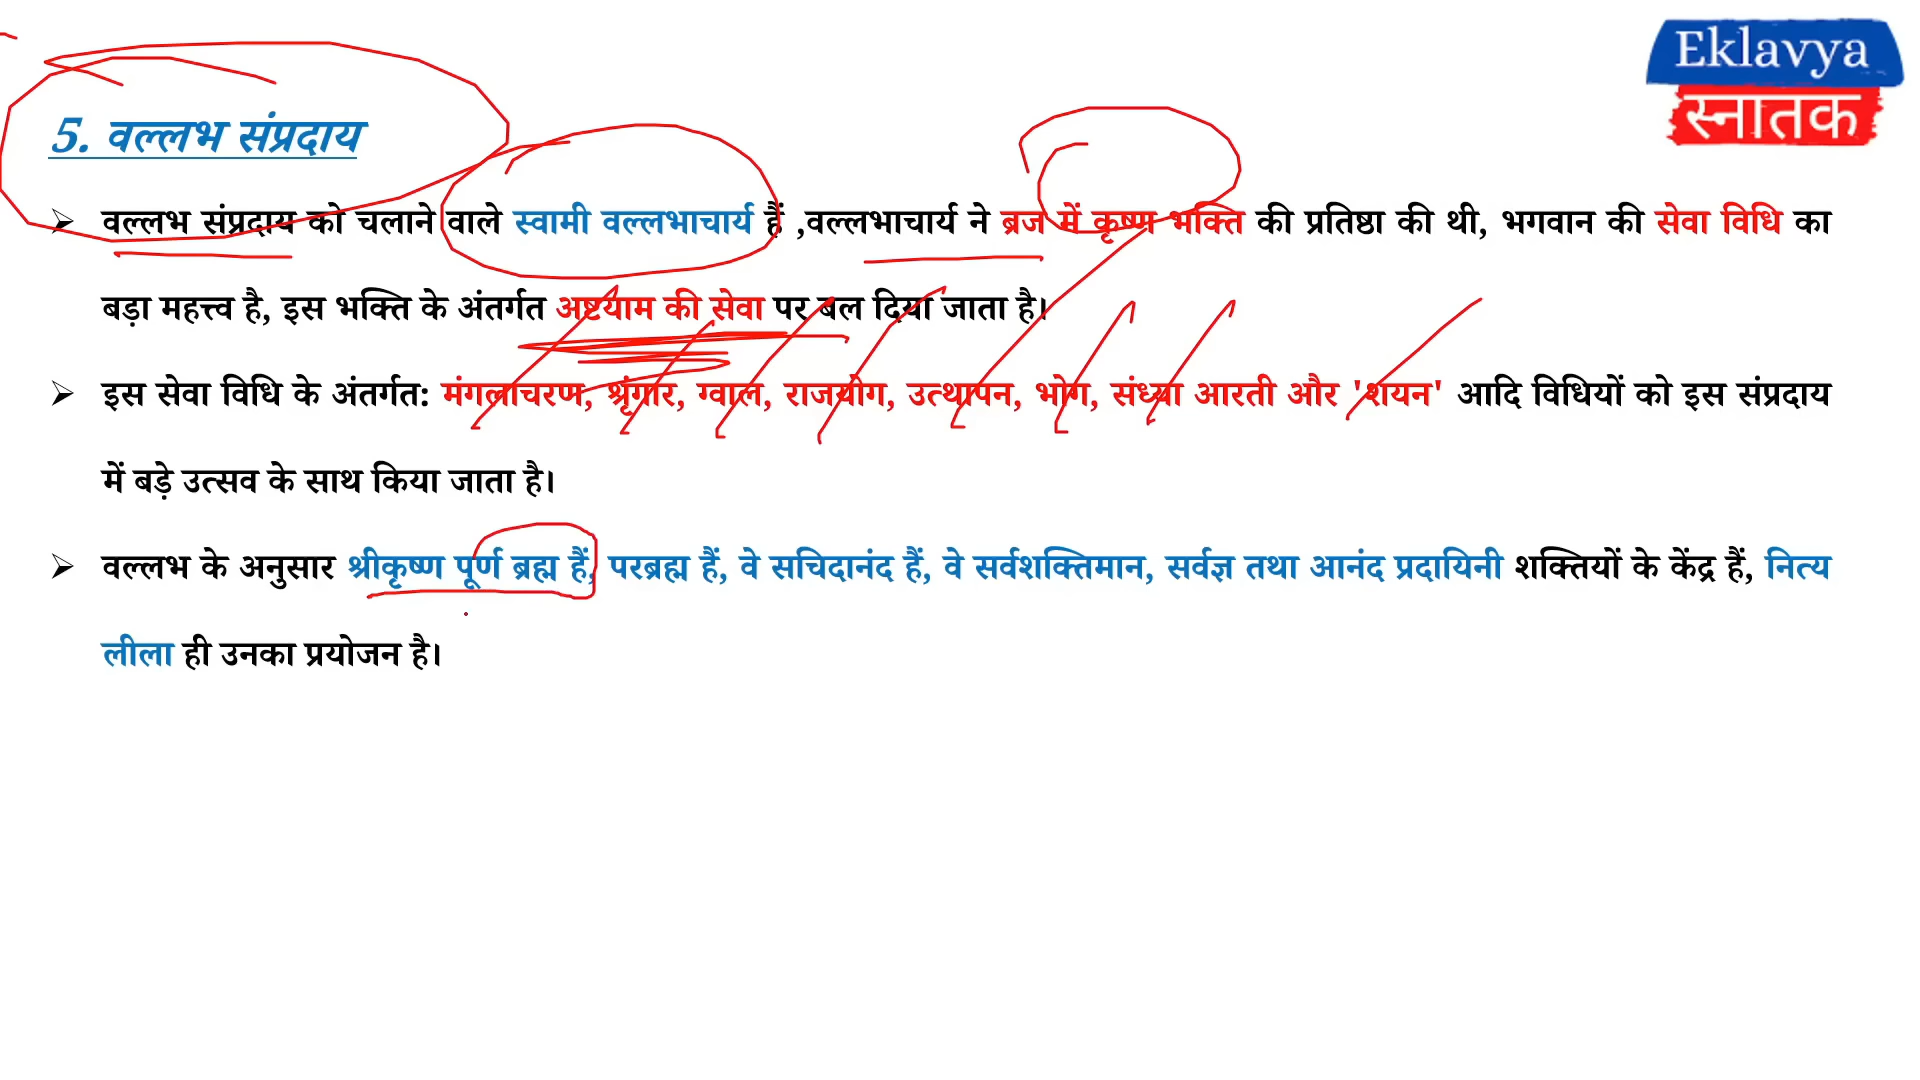 Eklavya
स्नातक
5. वल्लभ संप्रदाय
वल्लभ संप्रदाय को चलाने वाले स्वामी वल्लभाचार्य हैं ,वल्लभाचार्य ने ब्रज में कृष्ण भक्ति की प्रतिष्ठा की थी, भगवान की सेवा विधि का
बड़ा महत्त्व है, इस भक्ति के अंतर्गत अष्टयाम की सेवा पर बल दिया जाता है।
इस सेवा विधि के अंतर्गत: मंगलाचरण, श्रृंगार, ग्वाल, राजयोग, उत्थापन, भोग, संध्या आरती और 'शयन' आदि विधियों को इस संप्रदाय
में बड़े उत्सव के साथ किया जाता है।
वल्लभ के अनुसार श्रीकृष्ण पूर्ण ब्रह्म हैं, परब्रह्म हैं, वे सचिदानंद हैं, वे सर्वशक्तिमान, सर्वज्ञ तथा आनंद प्रदायिनी शक्तियों के केंद्र हैं, नित्य
लीला ही उनका प्रयोजन है।